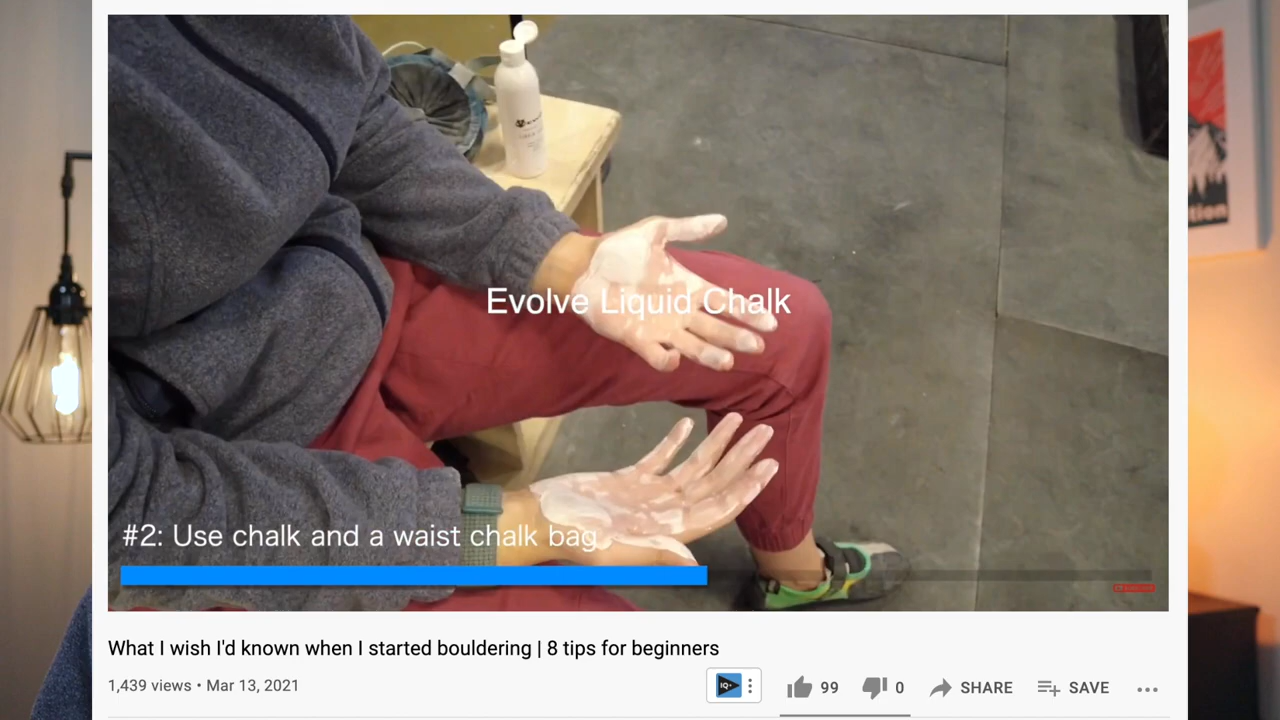 Evolve Liquid Chalk
#2: Use chalk and a waist chalk bag
What I wish I'd known when I started bouldering | 8 tips for beginners
1,439 views • Mar 13, 2021
IQ+
99
0
SHARE
SAVE